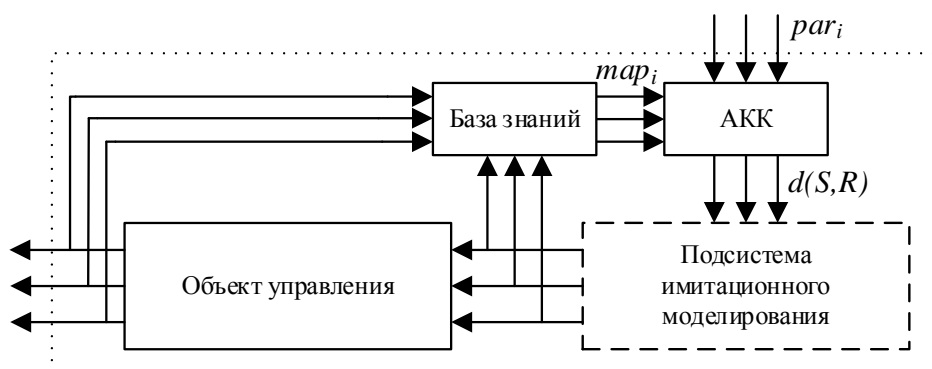 par_i
map_i
База знаний
АКК
d(S,R)
Объект управления
Подсистема
имитационного
моделирования